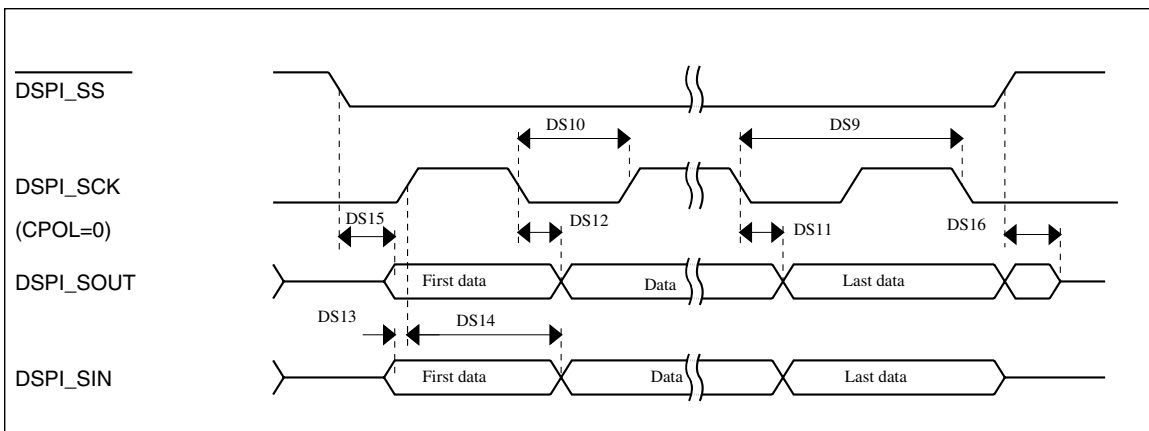 DSPI_SS
DS10
DS9
DSPI_SCK
(CPOL=0)
DS15
DS12
DS11
DS16
DSPI_SOUT
First data
Data
Last data
DS13
DS14
DSPI_SIN
First data
Data
Last data